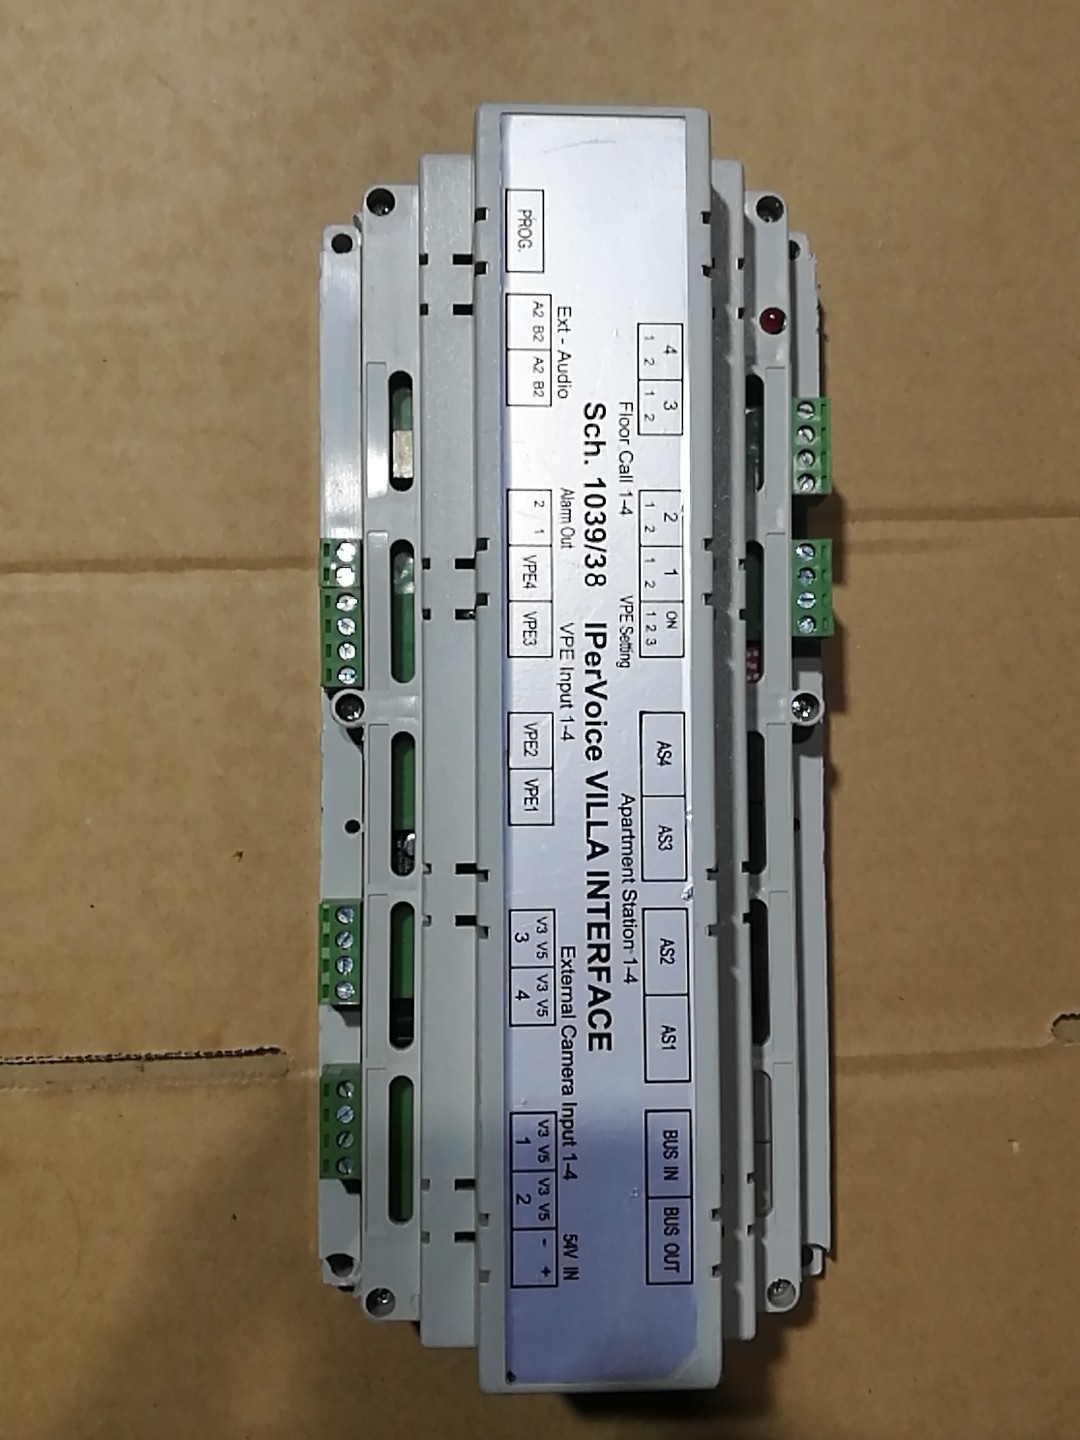 4 3 2 1 ON AS4 AS3 AS2 AS1 BUS IN BUS OUT
1 2 1 2 1 2 1 2 1 2 3
Floor Call 1-4 VPE Setting Apartment Station 1-4
Sch. 1039/38 IPerVoice VILLA INTERFACE
Ext - Audio Alarm Out VPE Input 1-4 External Camera Input 1-4 54V IN
PROG. A2 B2 A2 B2 2 1 VPE4 VPE3 VPE2 VPE1 V3 V5 V3 V5 V3 V5 V3 V5 - +
3 4 1 2